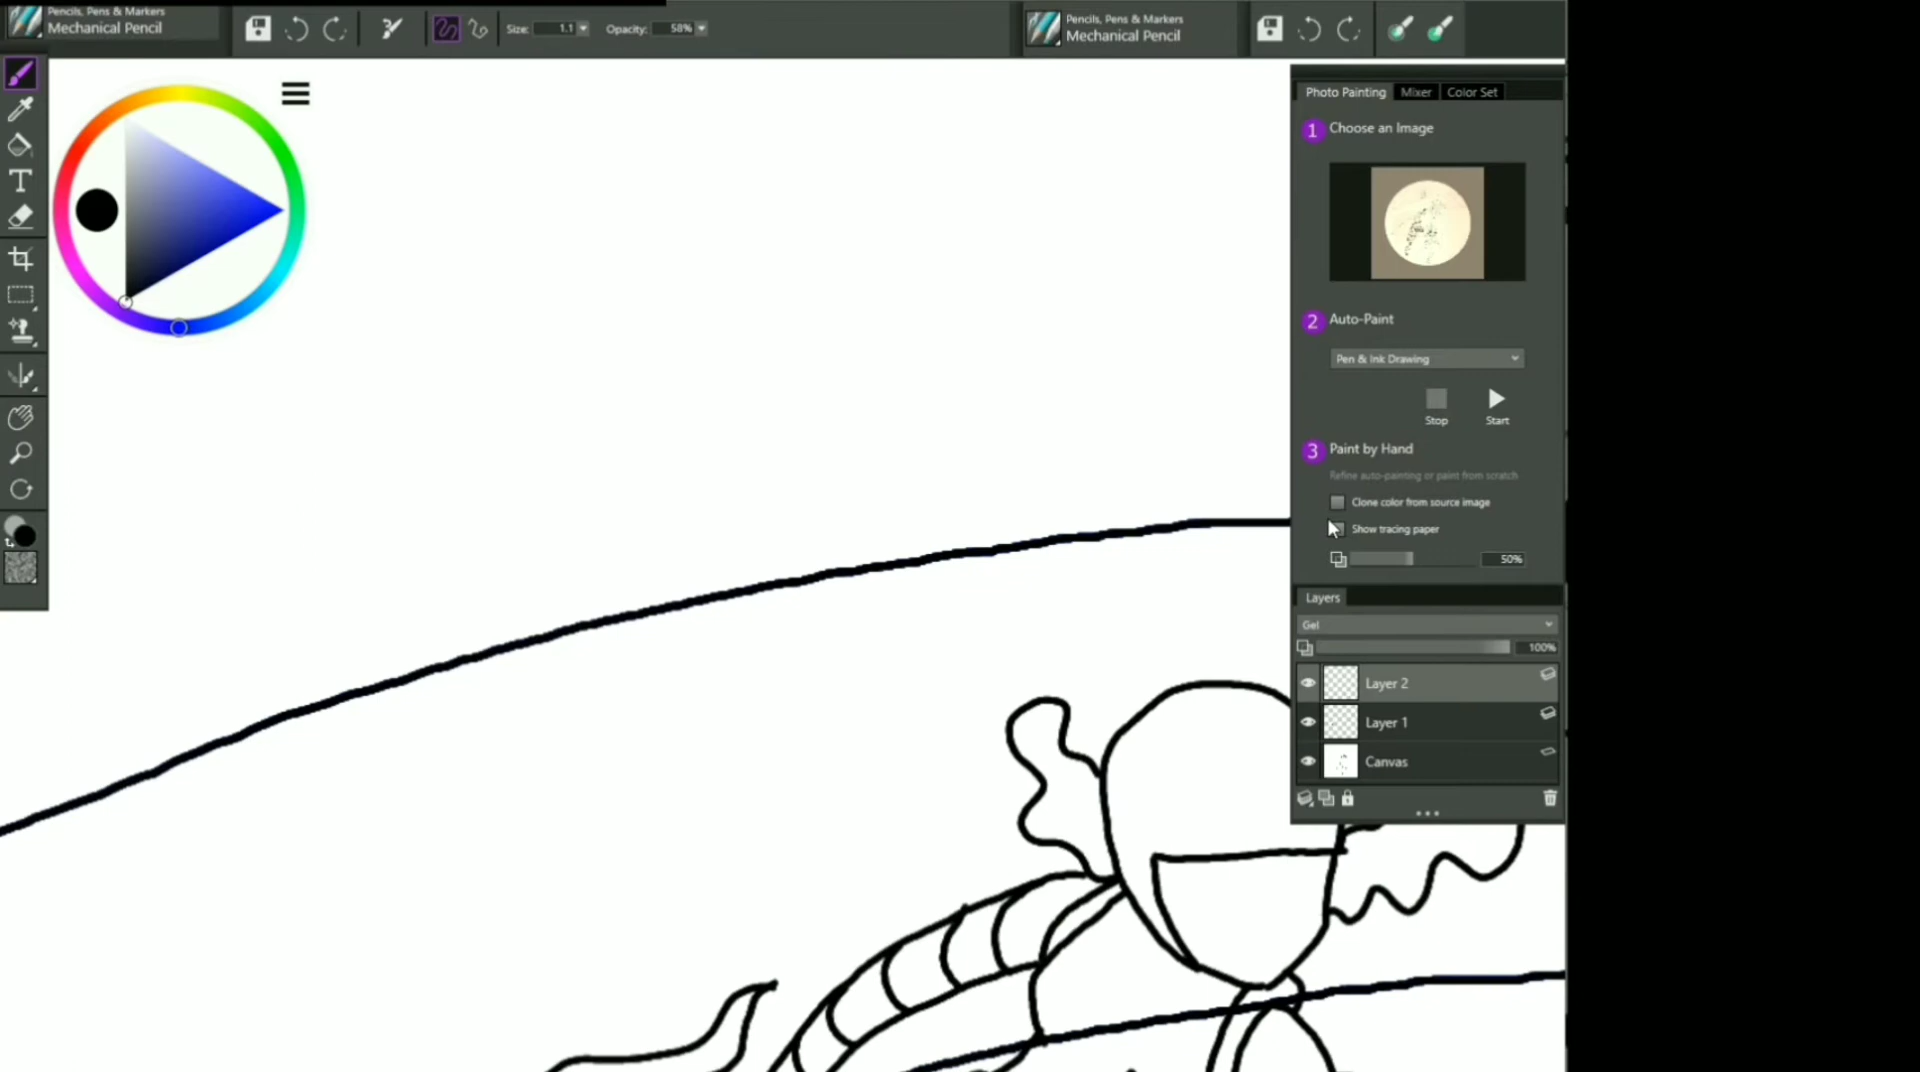 Pencils, Pens & Markers
Mechanical Pencil
Size: 1.1
Opacity: 58%
Pencils, Pens & Markers
Mechanical Pencil
Photo Painting
Mixer
Color Set
1 Choose an Image
2 Auto-Paint
Pen & Ink Drawing
Stop
Start
3 Paint by Hand
Refine auto-painting or paint from scratch
Clone color from source image
Show tracing paper
50%
Layers
Gel
100%
Layer 2
Layer 1
Canvas